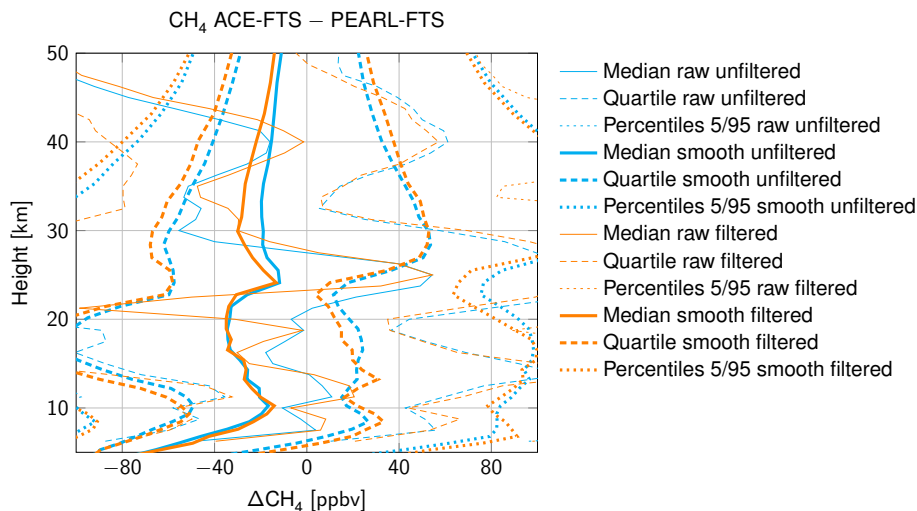 CH₄ ACE-FTS − PEARL-FTS
50
40
30
20
10
Height [km]
−80 −40 0 40 80
ΔCH₄ [ppbv]
Median raw unfiltered
Quartile raw unfiltered
Percentiles 5/95 raw unfiltered
Median smooth unfiltered
Quartile smooth unfiltered
Percentiles 5/95 smooth unfiltered
Median raw filtered
Quartile raw filtered
Percentiles 5/95 raw filtered
Median smooth filtered
Quartile smooth filtered
Percentiles 5/95 smooth filtered